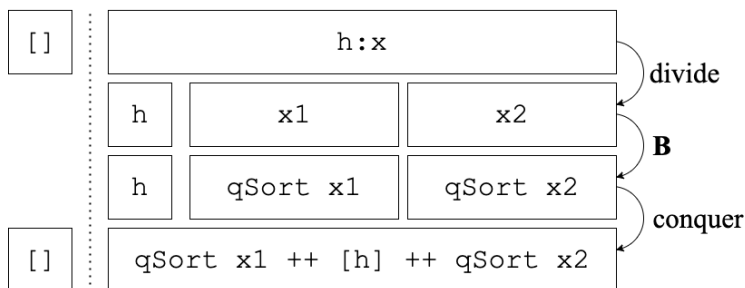 [] h:x
divide
h x1 x2
B
h qSort x1 qSort x2
conquer
[] qSort x1 ++ [h] ++ qSort x2